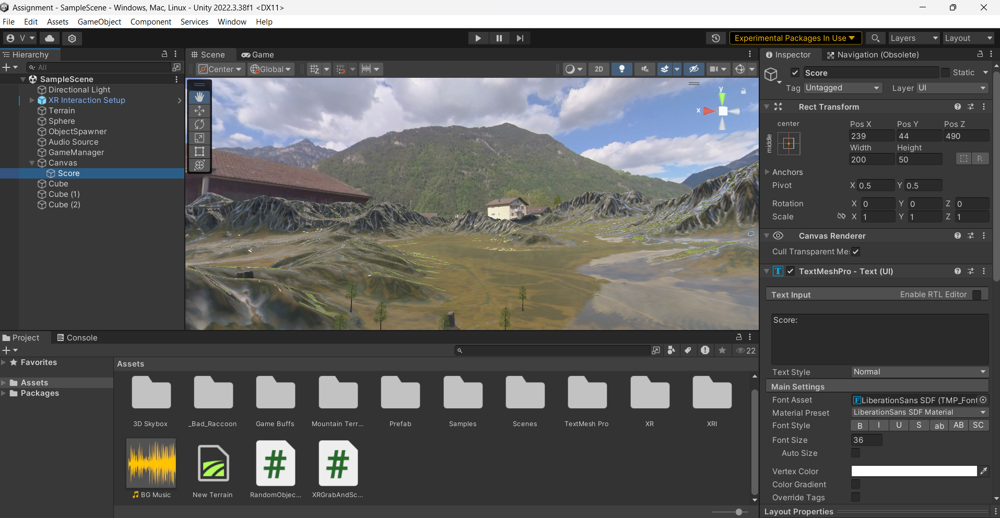 Assignment - SampleScene - Windows, Mac, Linux - Unity 2022.3.38f1 <DX11>
File Edit Assets GameObject Component Services Window Help
V Experimental Packages In Use Layers Layout
Hierarchy
All
SampleScene
Directional Light
XR Interaction Setup
Terrain
Sphere
ObjectSpawner
Audio Source
GameManager
Canvas
Score
Cube
Cube (1)
Cube (2)
Scene Game
Center Global 2D
y
x
Inspector Navigation (Obsolete)
Score Static
Tag Untagged Layer UI
Rect Transform
center
middle
Pos X Pos Y Pos Z
239 44 490
Width Height
200 50 R
Anchors
Pivot X 0.5 Y 0.5
Rotation X 0 Y 0 Z 0
Scale X 1 Y 1 Z 1
Canvas Renderer
Cull Transparent Me
TextMeshPro - Text (UI)
Text Input Enable RTL Editor
Score:
Text Style Normal
Main Settings
Font Asset LiberationSans SDF (TMP_Font
Material Preset LiberationSans SDF Material
Font Style B I U S ab AB SC
Font Size 36
Auto Size
Vertex Color
Color Gradient
Override Tags
Layout Properties
Project Console
22
Favorites
Assets
Packages
Assets
3D Skybox _Bad_Raccoon Game Buffs Mountain Terr... Prefab Samples Scenes TextMesh Pro XR XRI
BG Music New Terrain RandomObjec... XRGrabAndSc...